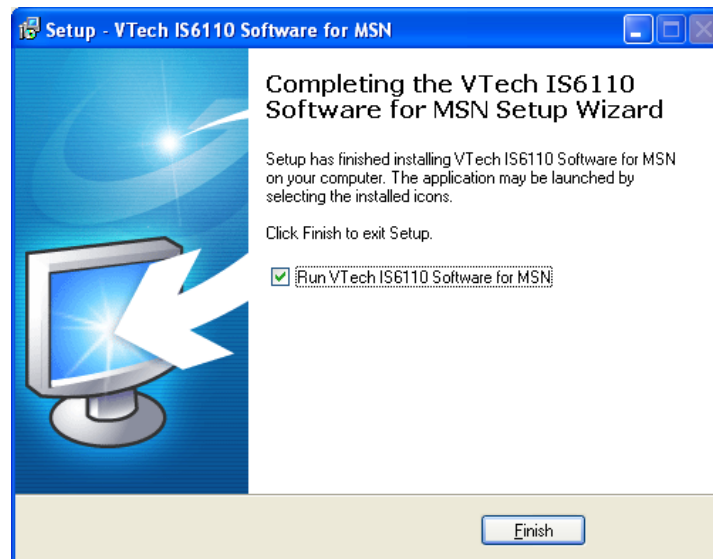 Setup - VTech IS6110 Software for MSN
Completing the VTech IS6110
Software for MSN Setup Wizard
Setup has finished installing VTech IS6110 Software for MSN
on your computer. The application may be launched by
selecting the installed icons.
Click Finish to exit Setup.
Run VTech IS6110 Software for MSN
Finish